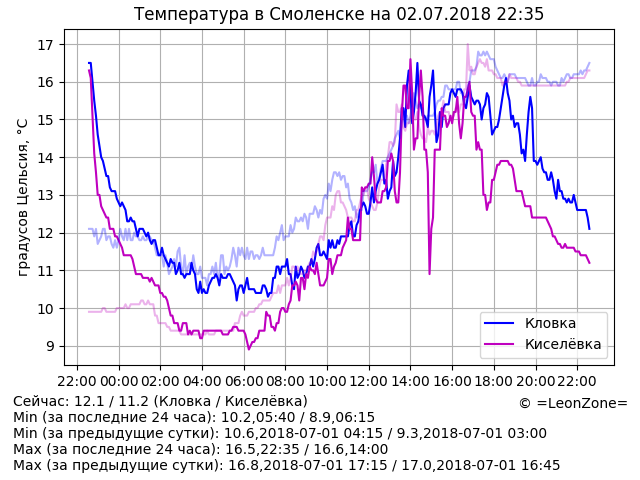 Температура в Смоленске на 02.07.2018 22:35
градусов Цельсия, °C
17
16
15
14
13
12
11
10
9
22:00 00:00 02:00 04:00 06:00 08:00 10:00 12:00 14:00 16:00 18:00 20:00 22:00
Кловка
Киселёвка
Сейчас: 12.1 / 11.2 (Кловка / Киселёвка)
© =LeonZone=
Min (за последние 24 часа): 10.2,05:40 / 8.9,06:15
Min (за предыдущие сутки): 10.6,2018-07-01 04:15 / 9.3,2018-07-01 03:00
Max (за последние 24 часа): 16.5,22:35 / 16.6,14:00
Max (за предыдущие сутки): 16.8,2018-07-01 17:15 / 17.0,2018-07-01 16:45